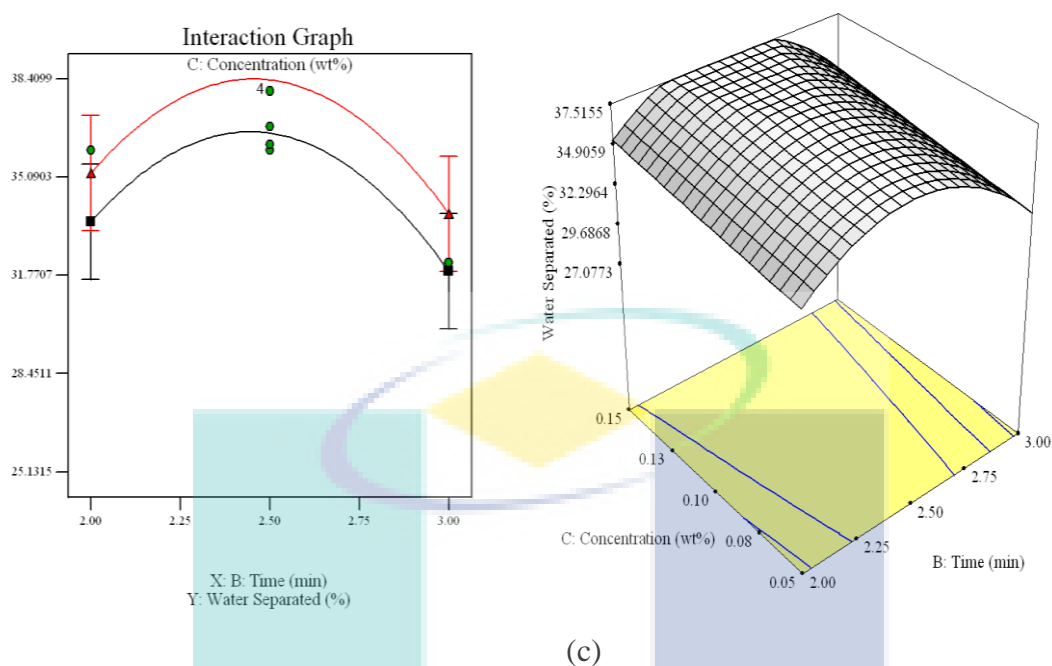 Interaction Graph
C: Concentration (wt%)
38.4099
4
35.0903
31.7707
28.4511
25.1315
2.00 2.25 2.50 2.75 3.00
X: B: Time (min)
Y: Water Separated (%)
37.5155
34.9059
32.2964
29.6868
27.0773
Water Separated (%)
0.15
0.13
0.10
0.08
0.05
C: Concentration (wt%)
2.00
2.25
2.50
2.75
3.00
B: Time (min)
(c)